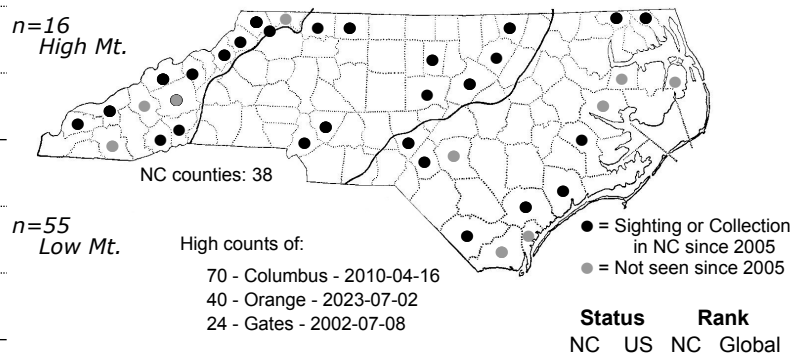 n=16
High Mt.
NC counties: 38
n=55
Low Mt.
High counts of:
70 - Columbus - 2010-04-16
40 - Orange - 2023-07-02
24 - Gates - 2002-07-08
= Sighting or Collection
in NC since 2005
= Not seen since 2005
Status Rank
NC US NC Global